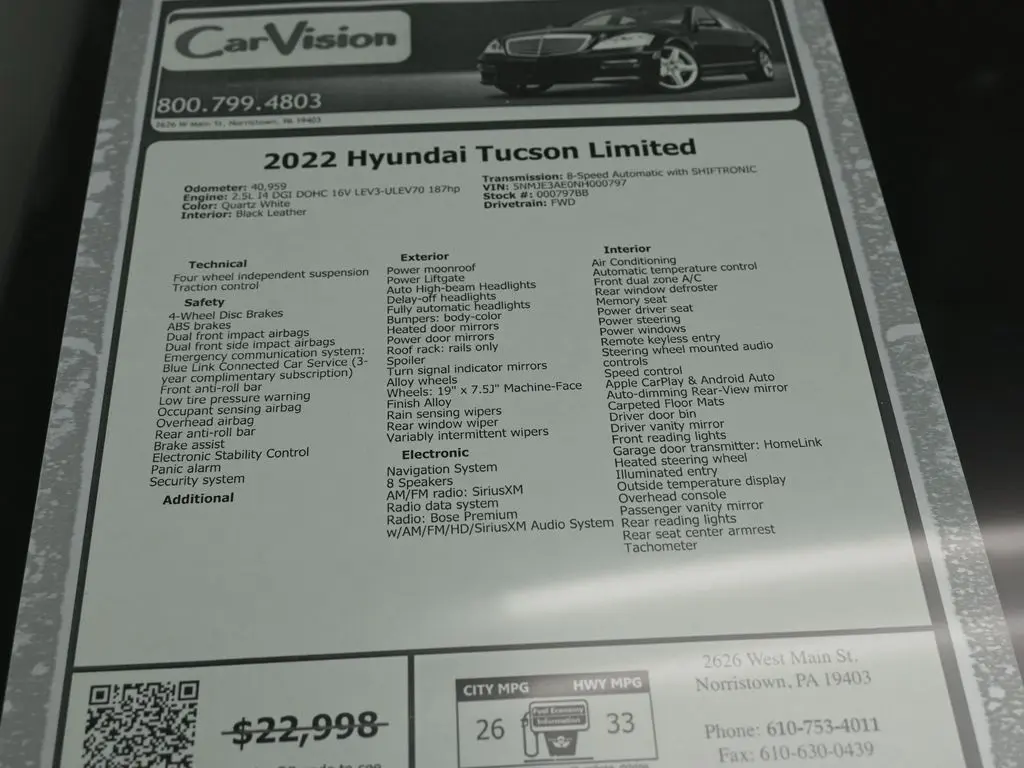 CarVision
800.799.4803
2626 W Main St, Norristown, PA 19403
2022 Hyundai Tucson Limited
Odometer: 40,959
Engine: 2.5L I4 DGI DOHC 16V LEV3-ULEV70 187hp
Color: Quartz White
Interior: Black Leather
Transmission: 8-Speed Automatic with SHIFTRONIC
VIN: 5NMJE3AE0NH000797
Stock #: 000797BB
Drivetrain: FWD
Technical
Four wheel independent suspension
Traction control
Safety
4-Wheel Disc Brakes
ABS brakes
Dual front impact airbags
Dual front side impact airbags
Emergency communication system:
Blue Link Connected Car Service (3-
year complimentary subscription)
Front anti-roll bar
Low tire pressure warning
Occupant sensing airbag
Overhead airbag
Rear anti-roll bar
Brake assist
Electronic Stability Control
Panic alarm
Security system
Additional
Exterior
Power moonroof
Power Liftgate
Auto High-beam Headlights
Delay-off headlights
Fully automatic headlights
Bumpers: body-color
Heated door mirrors
Power door mirrors
Roof rack: rails only
Spoiler
Turn signal indicator mirrors
Alloy wheels
Wheels: 19" x 7.5J" Machine-Face
Finish Alloy
Rain sensing wipers
Rear window wiper
Variably intermittent wipers
Electronic
Navigation System
8 Speakers
AM/FM radio: SiriusXM
Radio data system
Radio: Bose Premium
w/AM/FM/HD/SiriusXM Audio System
Interior
Air Conditioning
Automatic temperature control
Front dual zone A/C
Rear window defroster
Memory seat
Power driver seat
Power steering
Power windows
Remote keyless entry
Steering wheel mounted audio
controls
Speed control
Apple CarPlay & Android Auto
Auto-dimming Rear-View mirror
Carpeted Floor Mats
Driver door bin
Driver vanity mirror
Front reading lights
Garage door transmitter: HomeLink
Heated steering wheel
Illuminated entry
Outside temperature display
Overhead console
Passenger vanity mirror
Rear reading lights
Rear seat center armrest
Tachometer
$22,998
CITY MPG
HWY MPG
26
Fuel Economy
Information
33
2626 West Main St.
Norristown, PA 19403
Phone: 610-753-4011
Fax: 610-630-0439